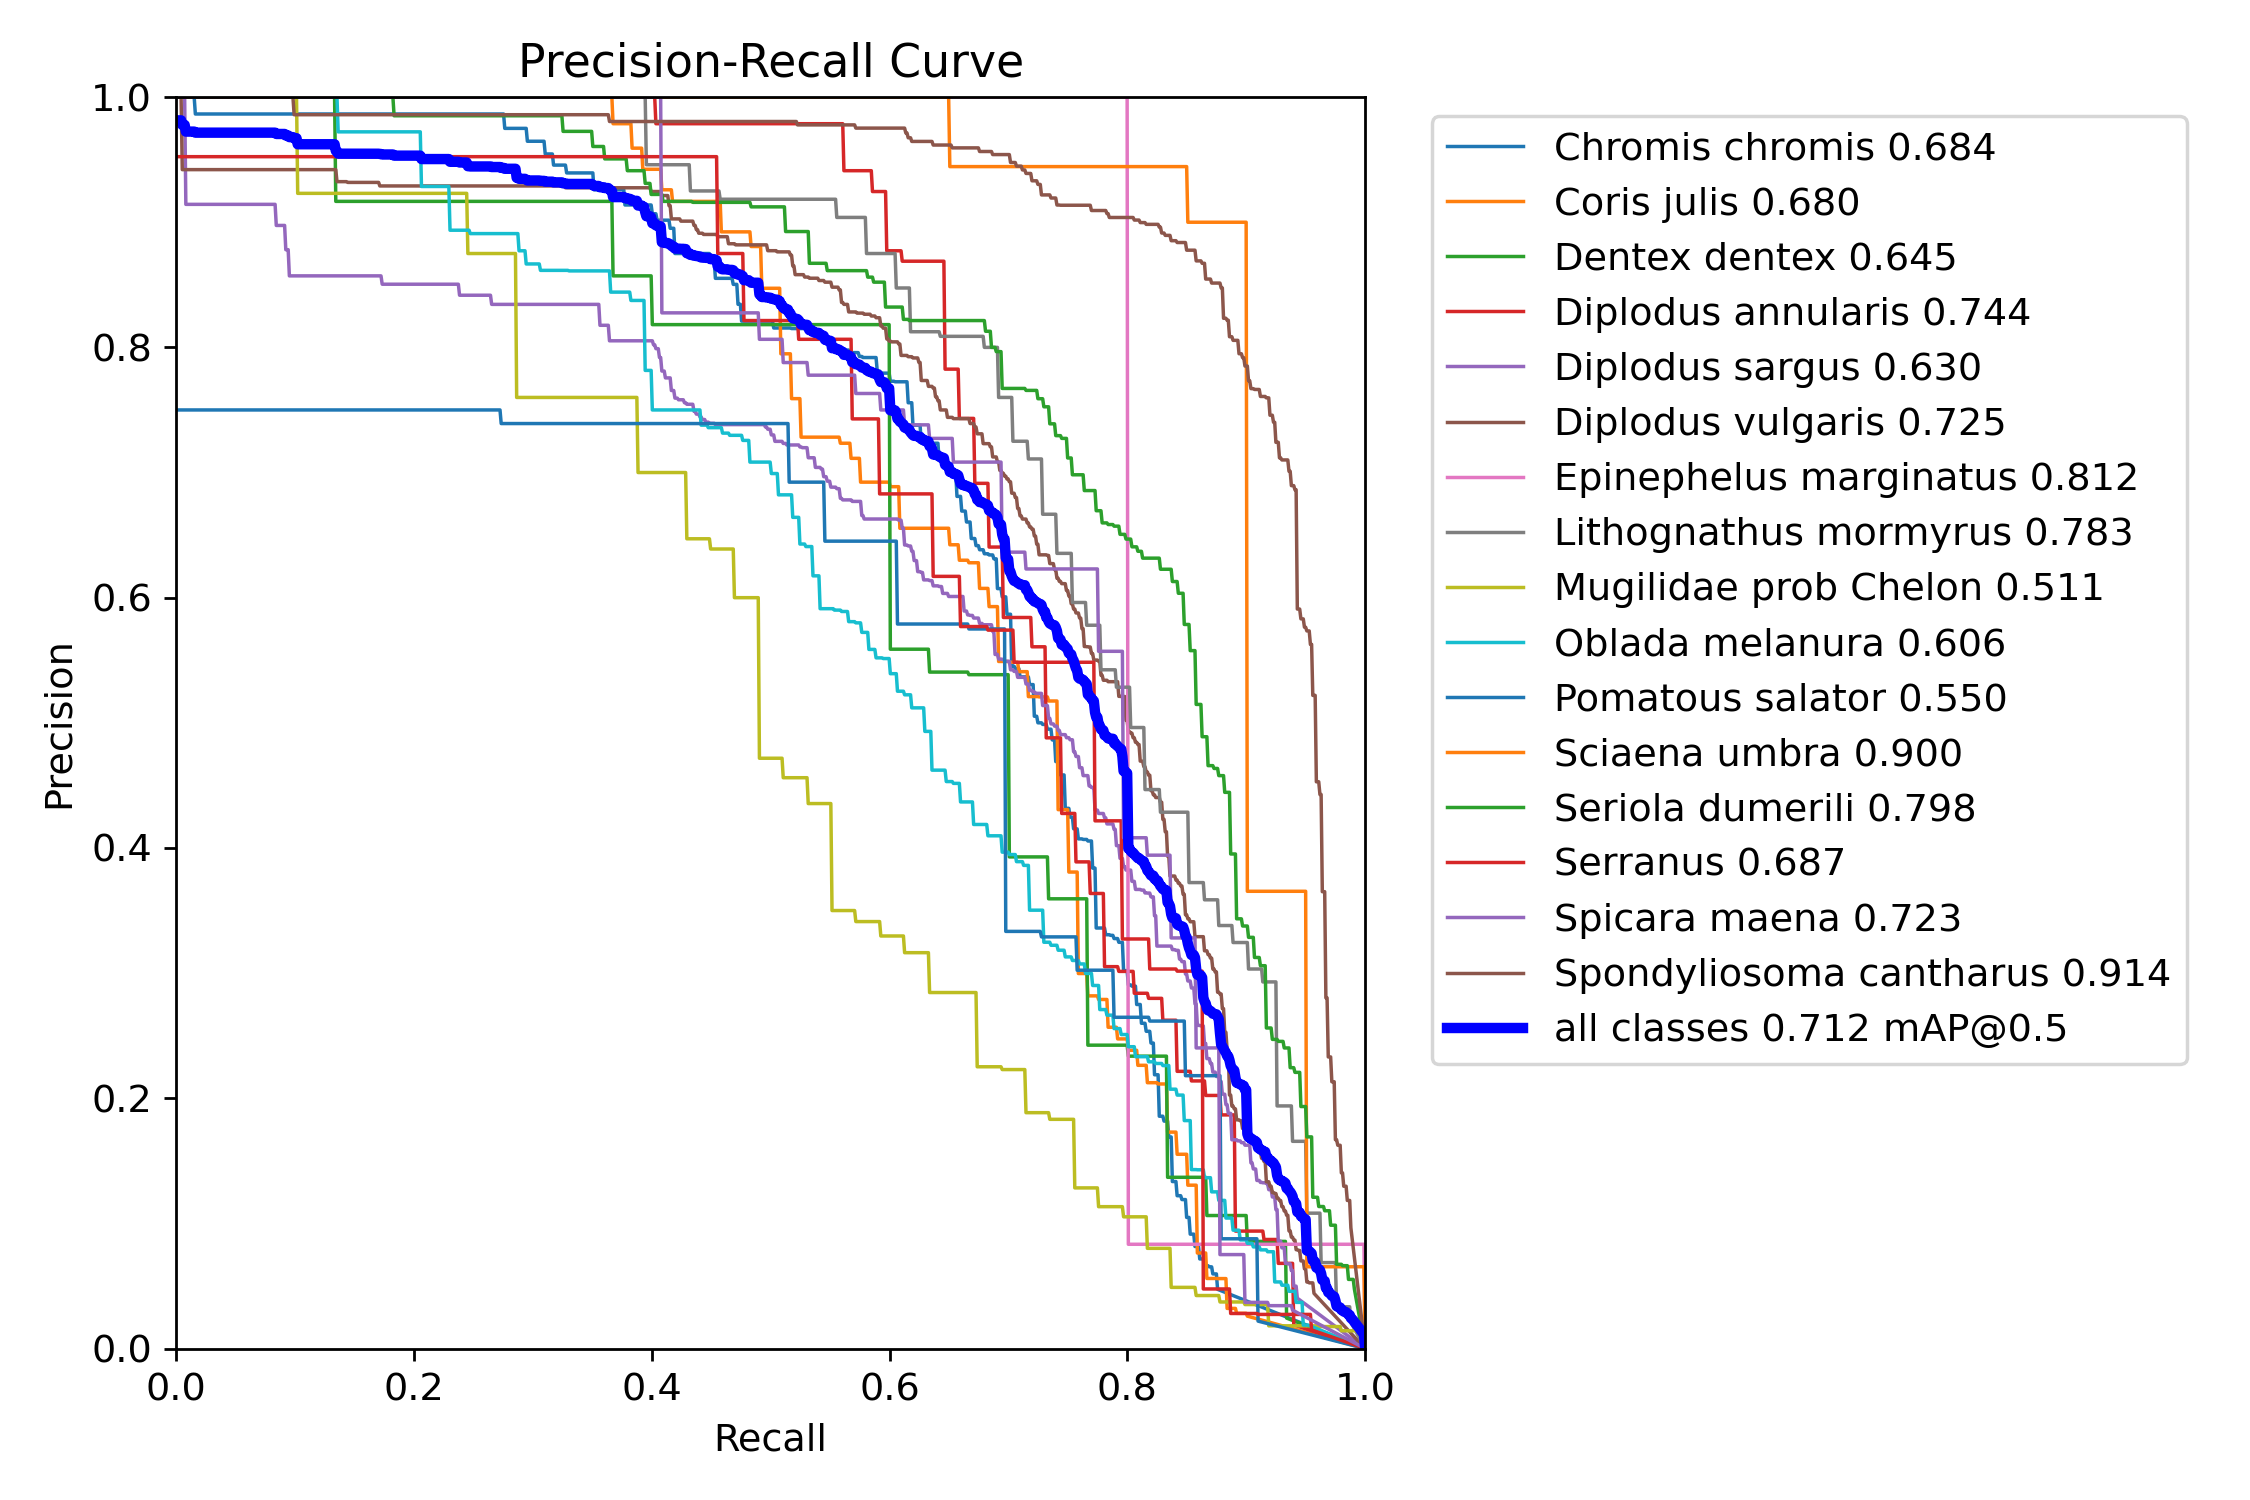 Precision-Recall Curve
1.0
0.8
0.6
0.4
0.2
0.0
Precision
0.0 0.2 0.4 0.6 0.8 1.0
Recall
Chromis chromis 0.684
Coris julis 0.680
Dentex dentex 0.645
Diplodus annularis 0.744
Diplodus sargus 0.630
Diplodus vulgaris 0.725
Epinephelus marginatus 0.812
Lithognathus mormyrus 0.783
Mugilidae prob Chelon 0.511
Oblada melanura 0.606
Pomatous salator 0.550
Sciaena umbra 0.900
Seriola dumerili 0.798
Serranus 0.687
Spicara maena 0.723
Spondyliosoma cantharus 0.914
all classes 0.712 mAP@0.5